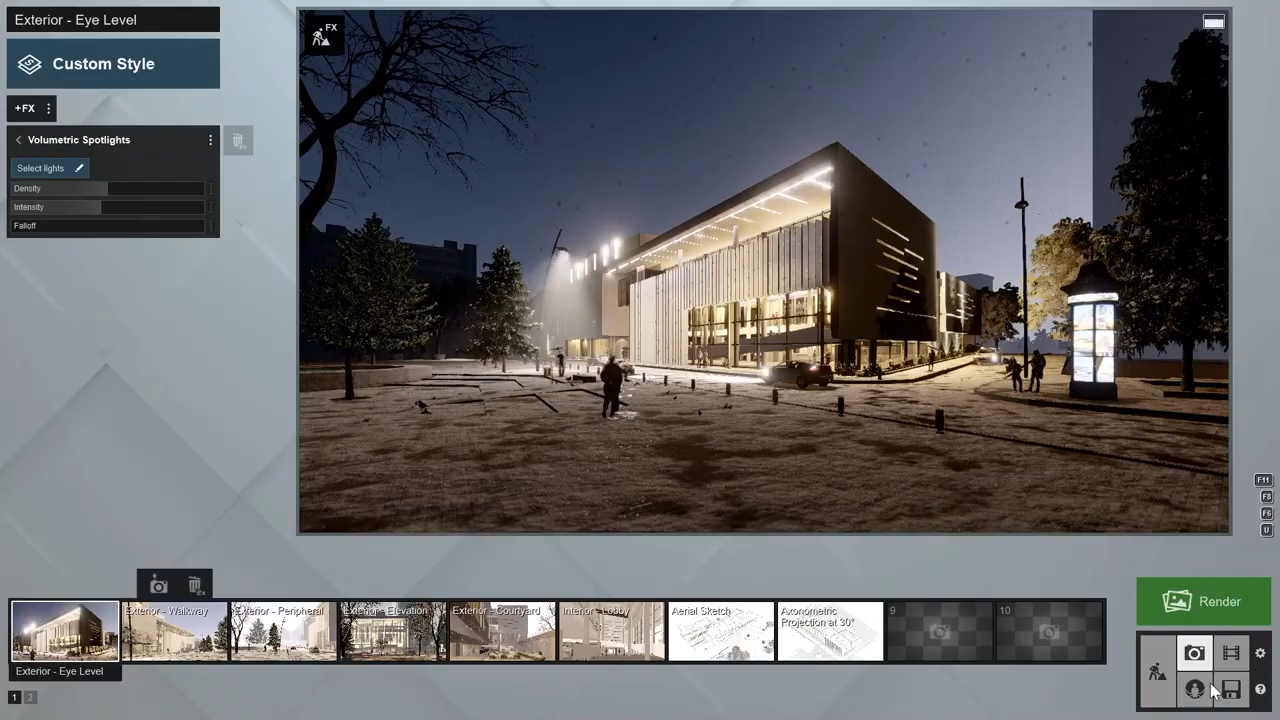 Exterior - Eye Level
Custom Style
+FX
Volumetric Spotlights
Select lights
Density
Intensity
Falloff
FX
F11
F8
F6
U
Exterior - Walkway
Exterior - Peripheral
Exterior - Elevation
Exterior - Courtyard
Interior - Lobby
Aerial Sketch
Axonometric
Projection at 30°
9
10
Exterior - Eye Level
1 2
Render